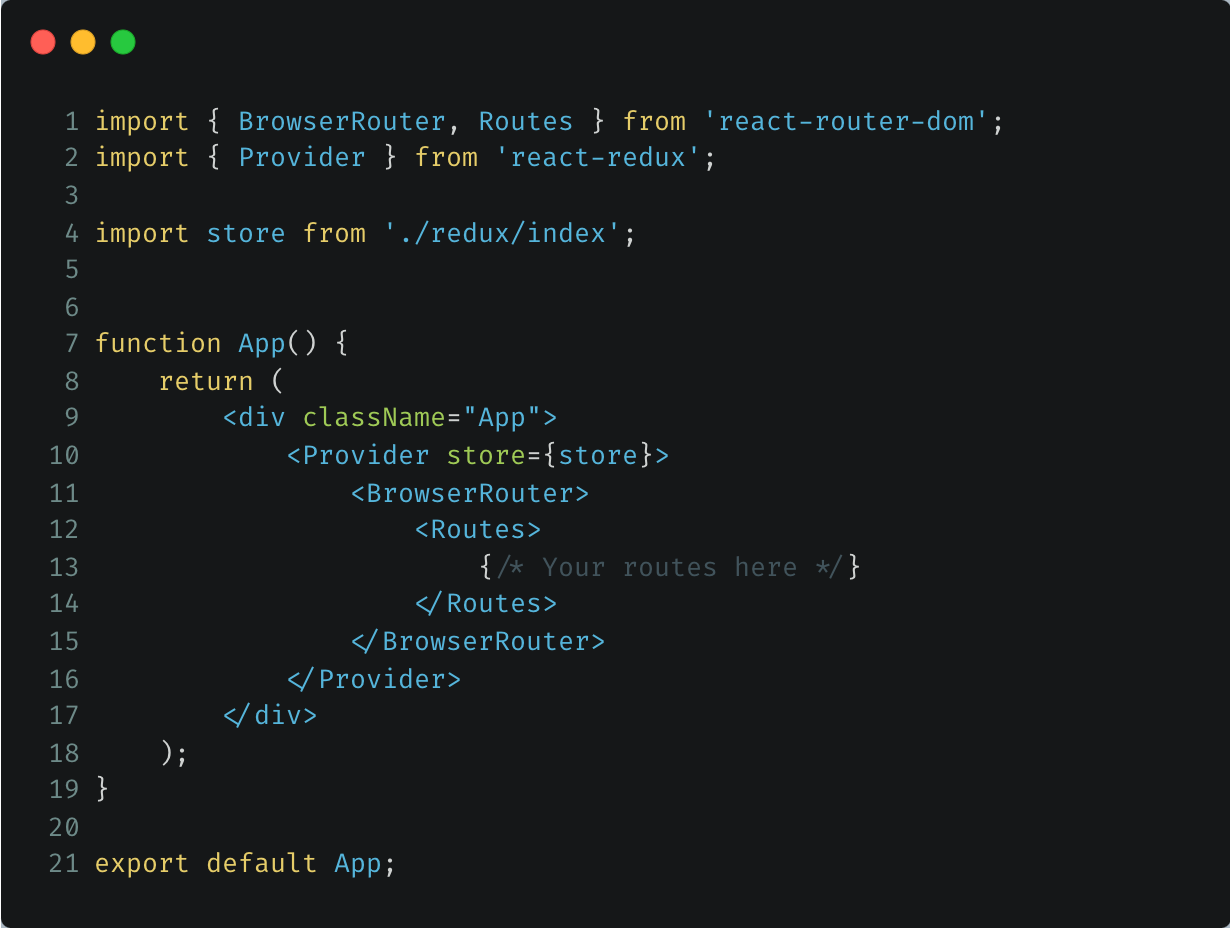 1 import { BrowserRouter, Routes } from 'react-router-dom';
2 import { Provider } from 'react-redux';
3
4 import store from './redux/index';
5
6
7 function App() {
8     return (
9         <div className="App">
10             <Provider store={store}>
11                 <BrowserRouter>
12                     <Routes>
13                         {/* Your routes here */}
14                     </Routes>
15                 </BrowserRouter>
16             </Provider>
17         </div>
18     );
19 }
20
21 export default App;